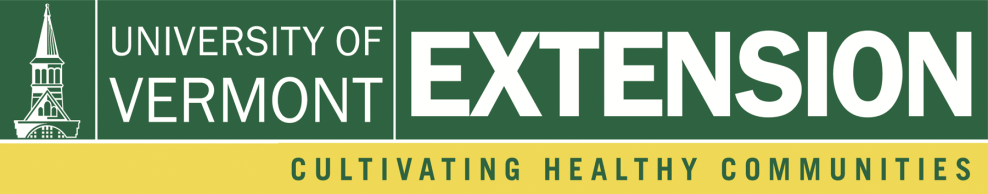 UNIVERSITY OF
VERMONT
EXTENSION
CULTIVATING HEALTHY COMMUNITIES